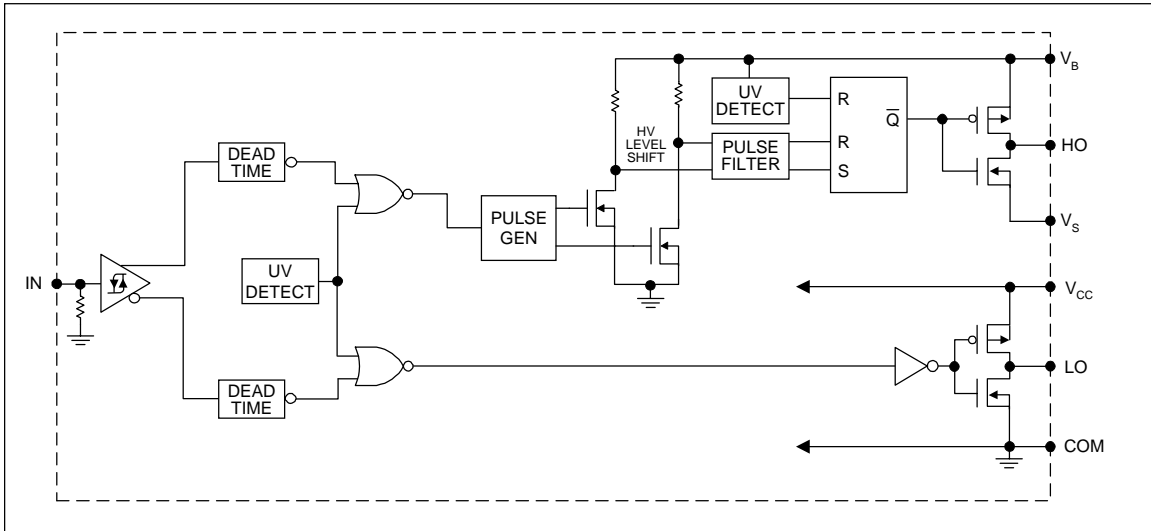 V_B
UV
DETECT
R
Q̅
HV
LEVEL
SHIFT
PULSE
FILTER
R
S
HO
DEAD
TIME
PULSE
GEN
V_S
IN
UV
DETECT
V_CC
LO
DEAD
TIME
COM